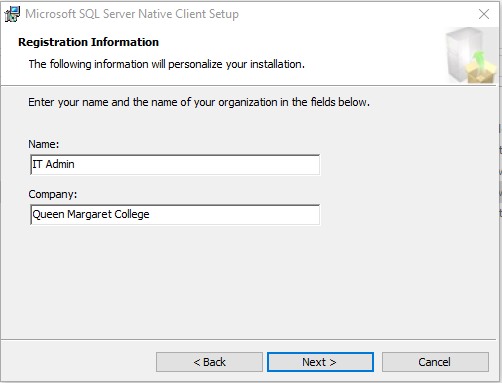 Microsoft SQL Server Native Client Setup
Registration Information
The following information will personalize your installation.
Enter your name and the name of your organization in the fields below.
Name:
IT Admin
Company:
Queen Margaret College
< Back
Next >
Cancel